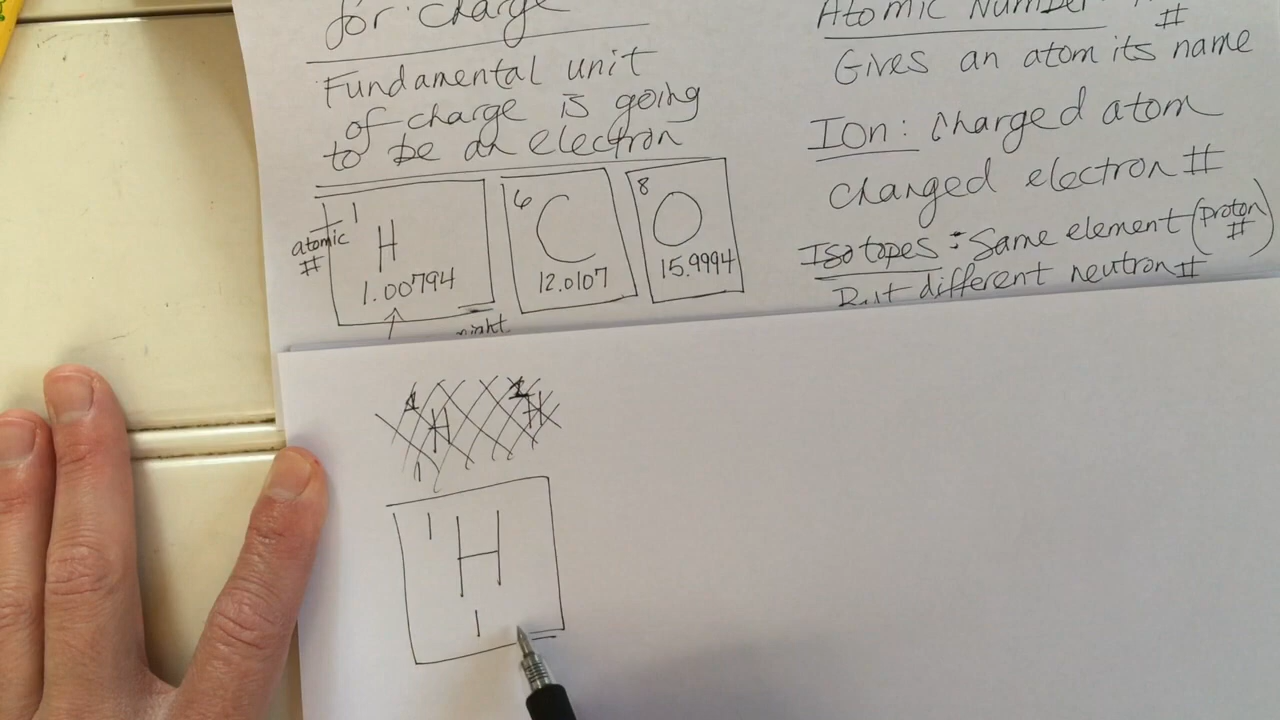 for charge
Fundamental unit
of charge is going
to be an electron
1
H
1.00794
atomic
#
6
C
12.0107
8
O
15.9994
Atomic Number
#
Gives an atom its name
Ion: Charged atom
Changed electron #
Isotopes: Same element (proton
#)
But different neutron #
H
1
H
1